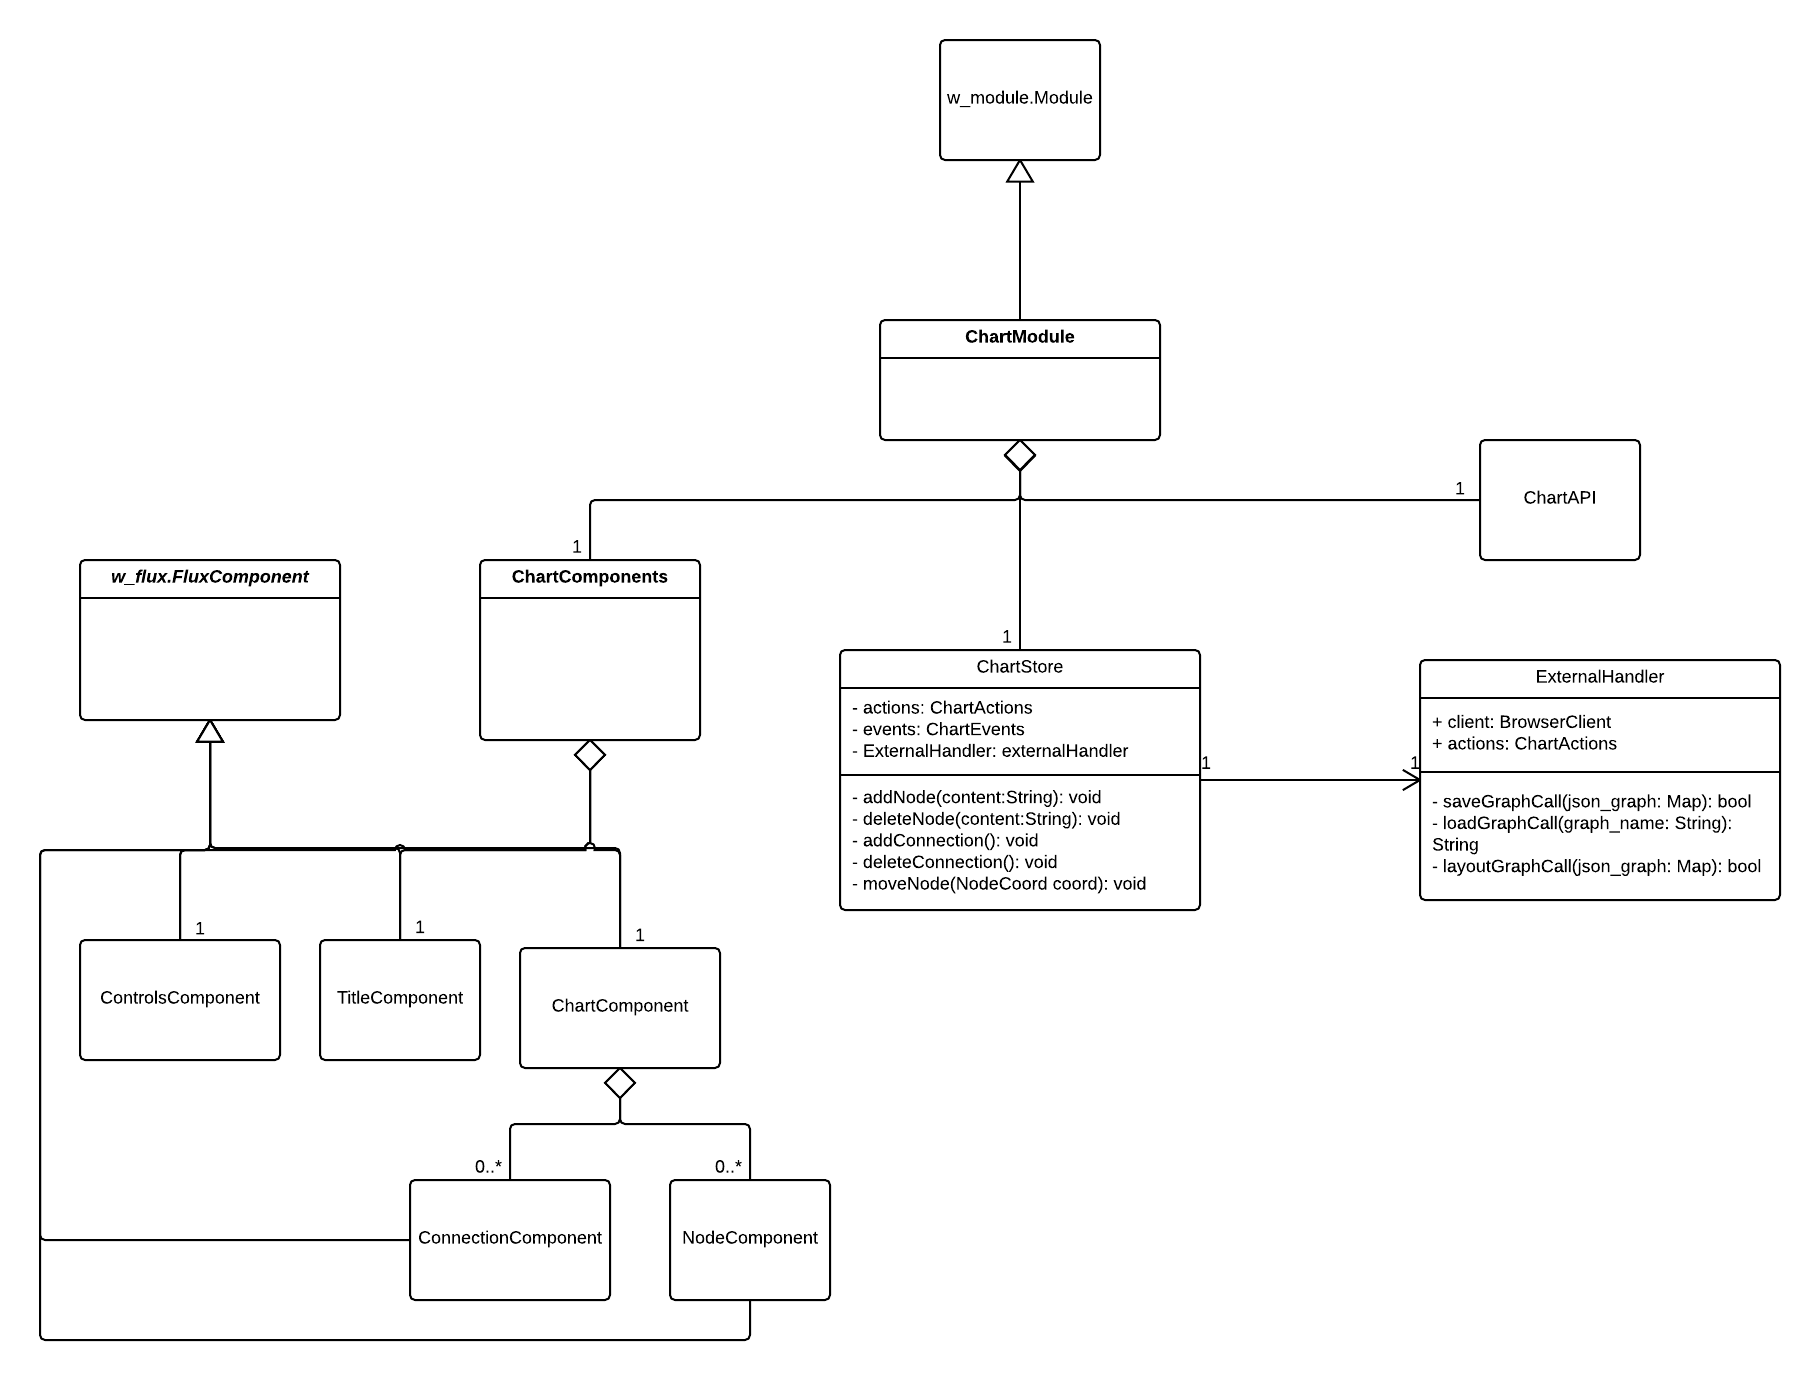 w_module.Module
ChartModule
1
ChartAPI
1
w_flux.FluxComponent
ChartComponents
1
ChartStore
- actions: ChartActions
- events: ChartEvents
- ExternalHandler: externalHandler
- addNode(content:String): void
- deleteNode(content:String): void
- addConnection(): void
- deleteConnection(): void
- moveNode(NodeCoord coord): void
1
1
ExternalHandler
+ client: BrowserClient
+ actions: ChartActions
- saveGraphCall(json_graph: Map): bool
- loadGraphCall(graph_name: String):
String
- layoutGraphCall(json_graph: Map): bool
1
1
1
ControlsComponent
TitleComponent
ChartComponent
0..*
0..*
ConnectionComponent
NodeComponent